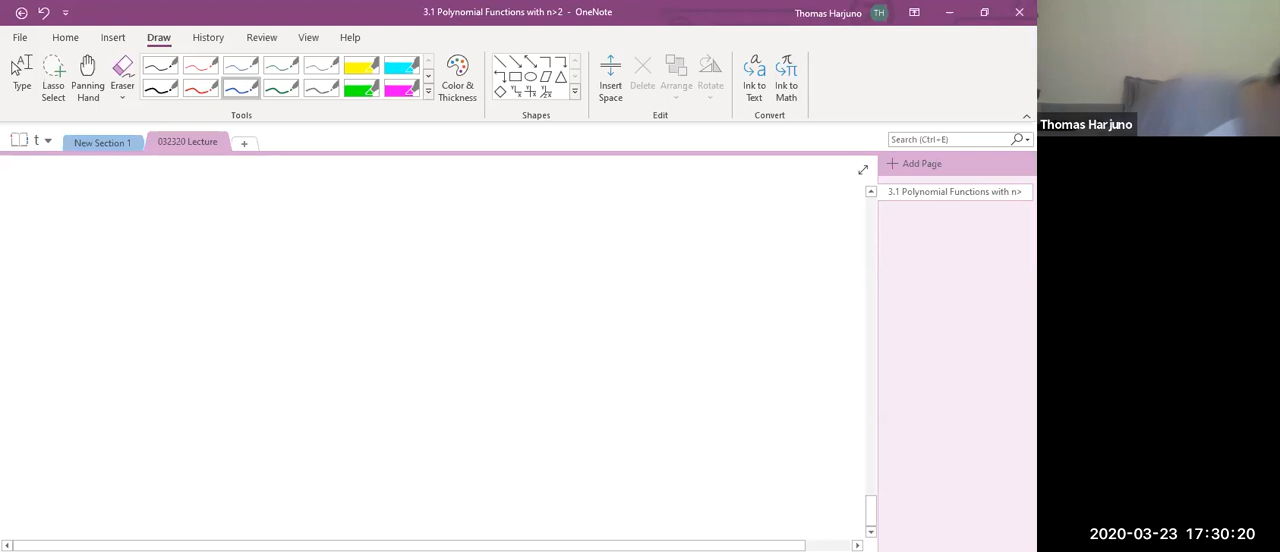 3.1 Polynomial Functions with n>2 - OneNote
Thomas Harjuno
TH
File Home Insert Draw History Review View Help
Type
Lasso Select
Panning Hand
Eraser
Color & Thickness
Insert Space
Delete
Arrange
Rotate
Ink to Text
Ink to Math
Tools
Shapes
Edit
Convert
t
New Section 1
032320 Lecture
Search (Ctrl+E)
Add Page
3.1 Polynomial Functions with n>
Thomas Harjuno
2020-03-23 17:30:20